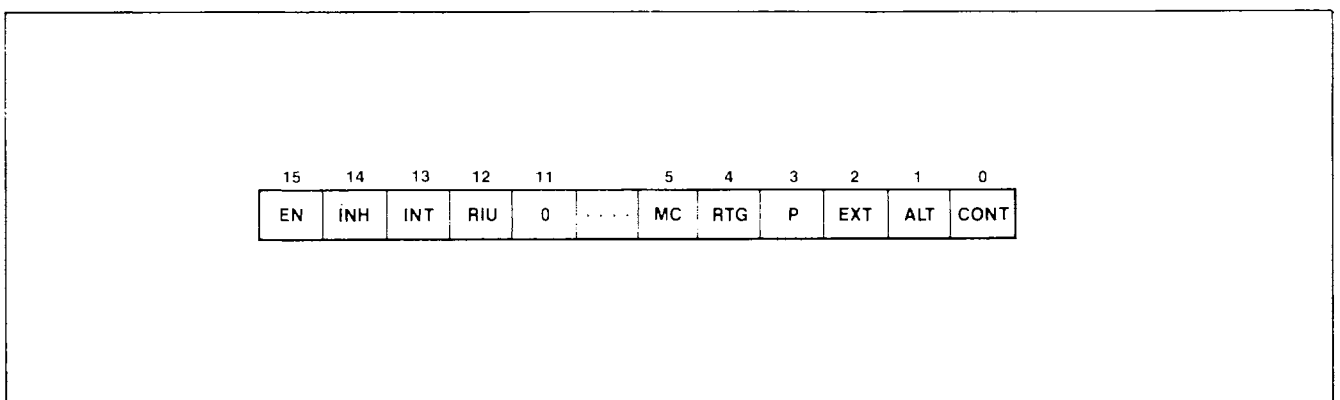 15 14 13 12 11 5 4 3 2 1 0
EN INH INT RIU 0 ···· MC RTG P EXT ALT CONT